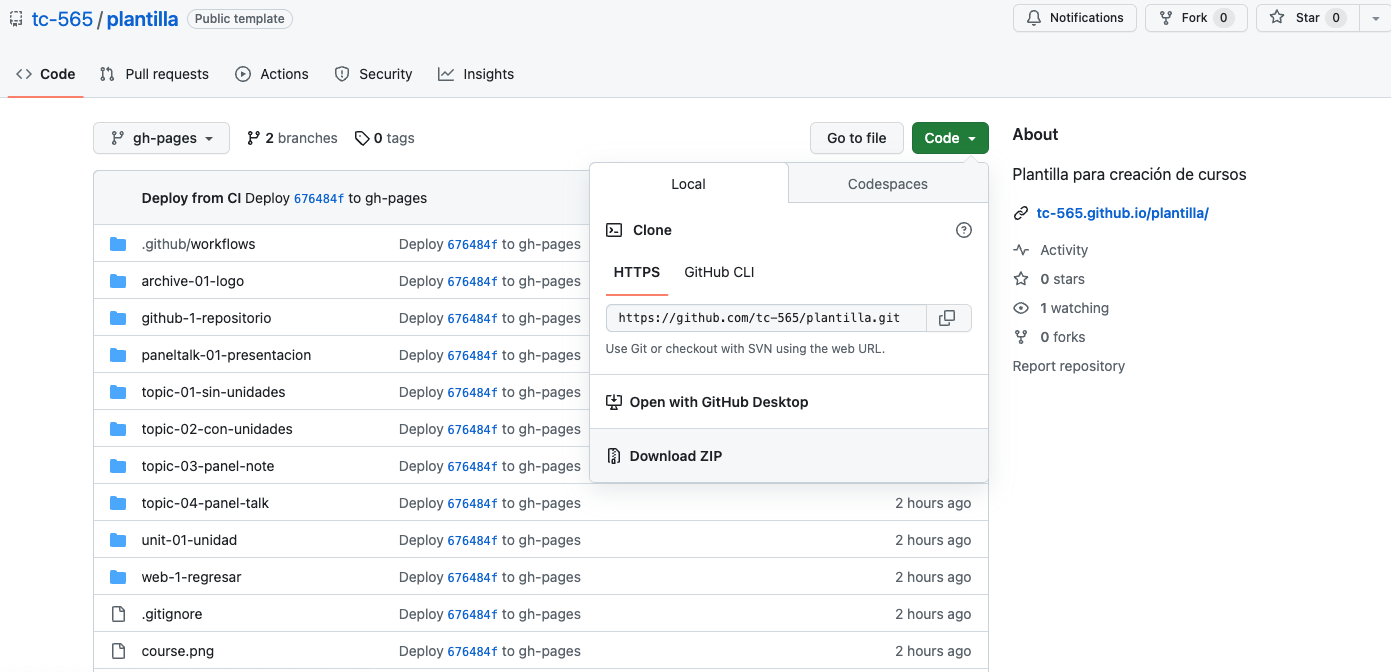 tc-565 / plantilla Public template Notifications Fork 0 Star 0
Code Pull requests Actions Security Insights
gh-pages 2 branches 0 tags Go to file Code
Deploy from CI Deploy 676484f to gh-pages
.github/workflows Deploy 676484f to gh-pages
archive-01-logo Deploy 676484f to gh-pages
github-1-repositorio Deploy 676484f to gh-pages
paneltalk-01-presentacion Deploy 676484f to gh-pages
topic-01-sin-unidades Deploy 676484f to gh-pages
topic-02-con-unidades Deploy 676484f to gh-pages
topic-03-panel-note Deploy 676484f to gh-pages
topic-04-panel-talk Deploy 676484f to gh-pages 2 hours ago
unit-01-unidad Deploy 676484f to gh-pages 2 hours ago
web-1-regresar Deploy 676484f to gh-pages 2 hours ago
.gitignore Deploy 676484f to gh-pages 2 hours ago
course.png Deploy 676484f to gh-pages 2 hours ago
Local Codespaces
Clone
HTTPS GitHub CLI
https://github.com/tc-565/plantilla.git
Use Git or checkout with SVN using the web URL.
Open with GitHub Desktop
Download ZIP
About
Plantilla para creación de cursos
tc-565.github.io/plantilla/
Activity
0 stars
1 watching
0 forks
Report repository